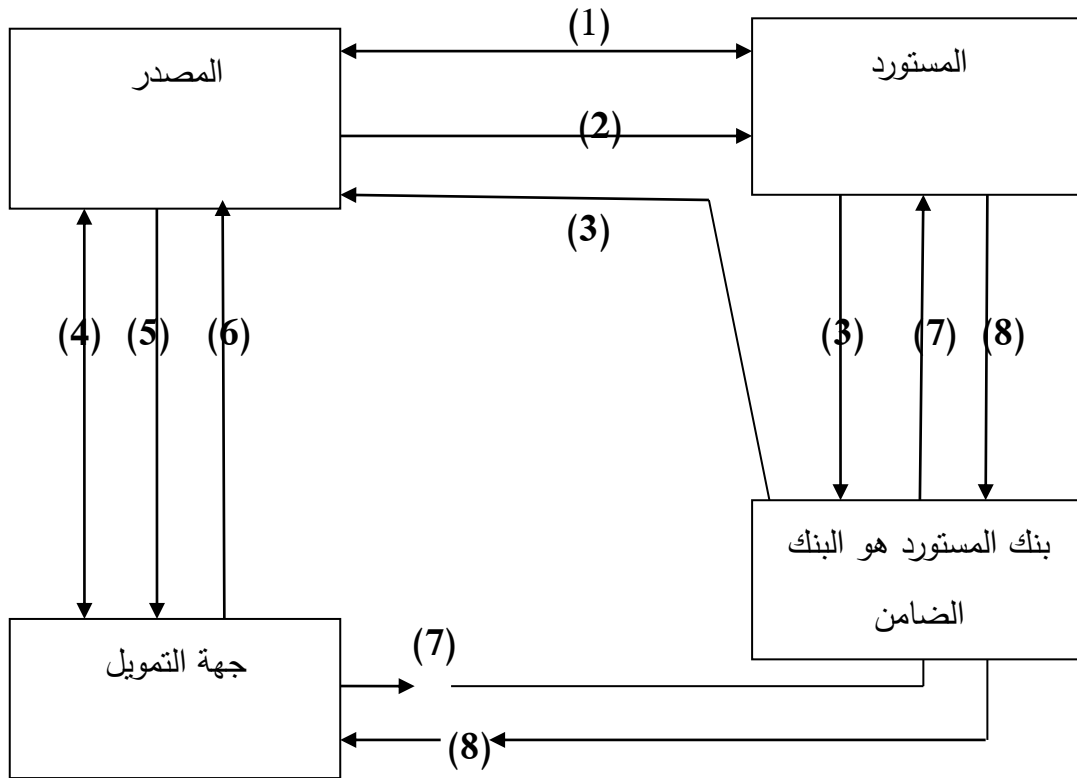 (1)
المصدر
المستورد
(2)
(3)
(4) (5) (6)
(3) (7) (8)
بنك المستورد هو البنك
الضامن
جهة التمويل
(7)
(8)